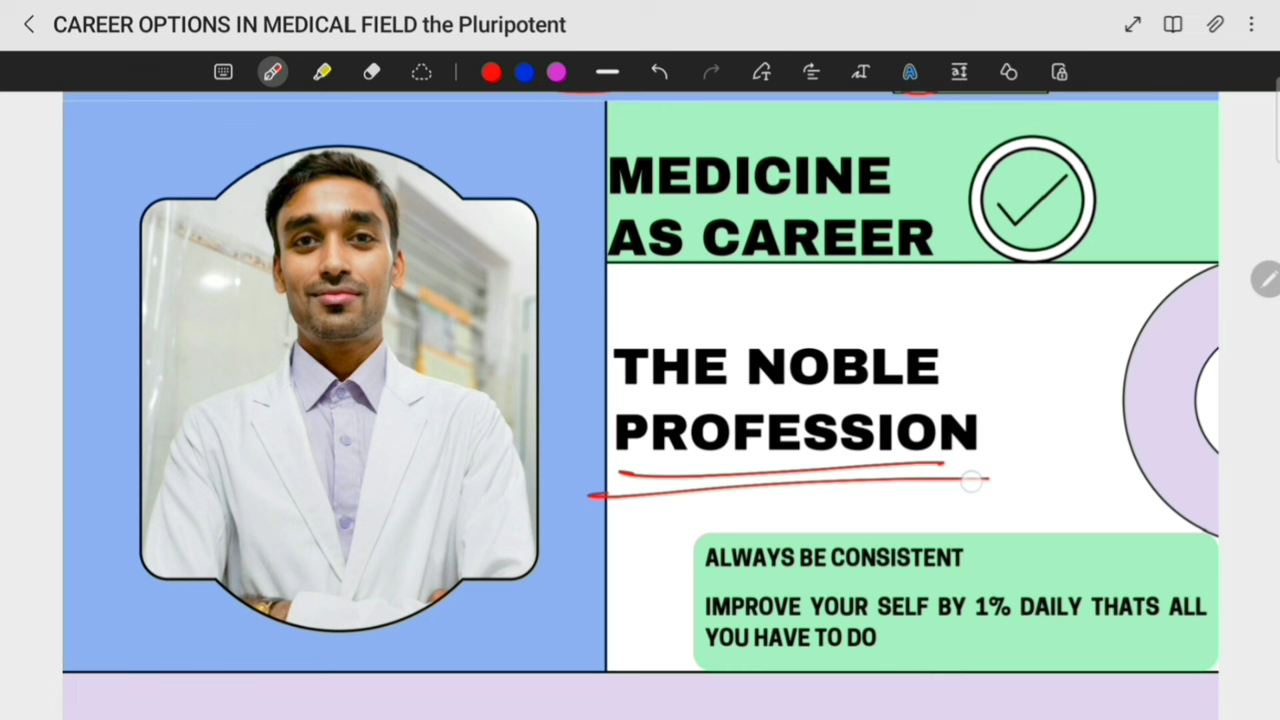 CAREER OPTIONS IN MEDICAL FIELD the Pluripotent
MEDICINE
AS CAREER
THE NOBLE
PROFESSION
ALWAYS BE CONSISTENT
IMPROVE YOUR SELF BY 1% DAILY THATS ALL
YOU HAVE TO DO